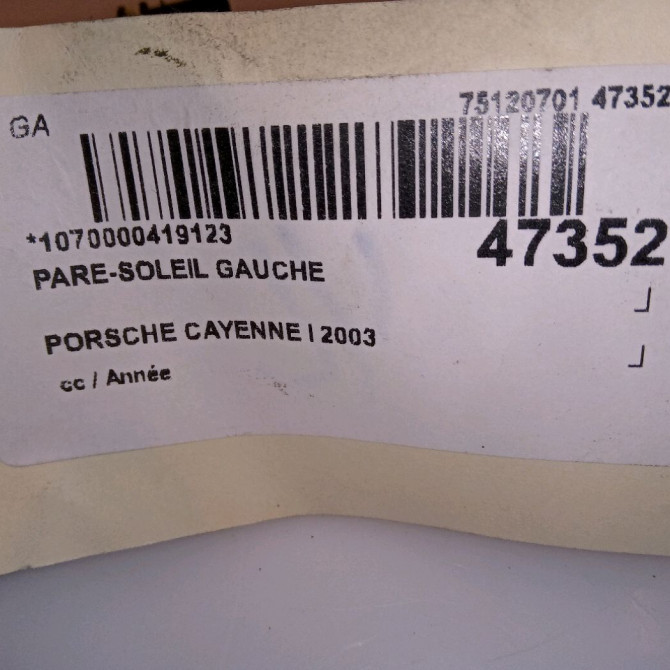 GA
75120701 47352
*1070000419123
47352
PARE-SOLEIL GAUCHE
PORSCHE CAYENNE I 2003
cc / Année